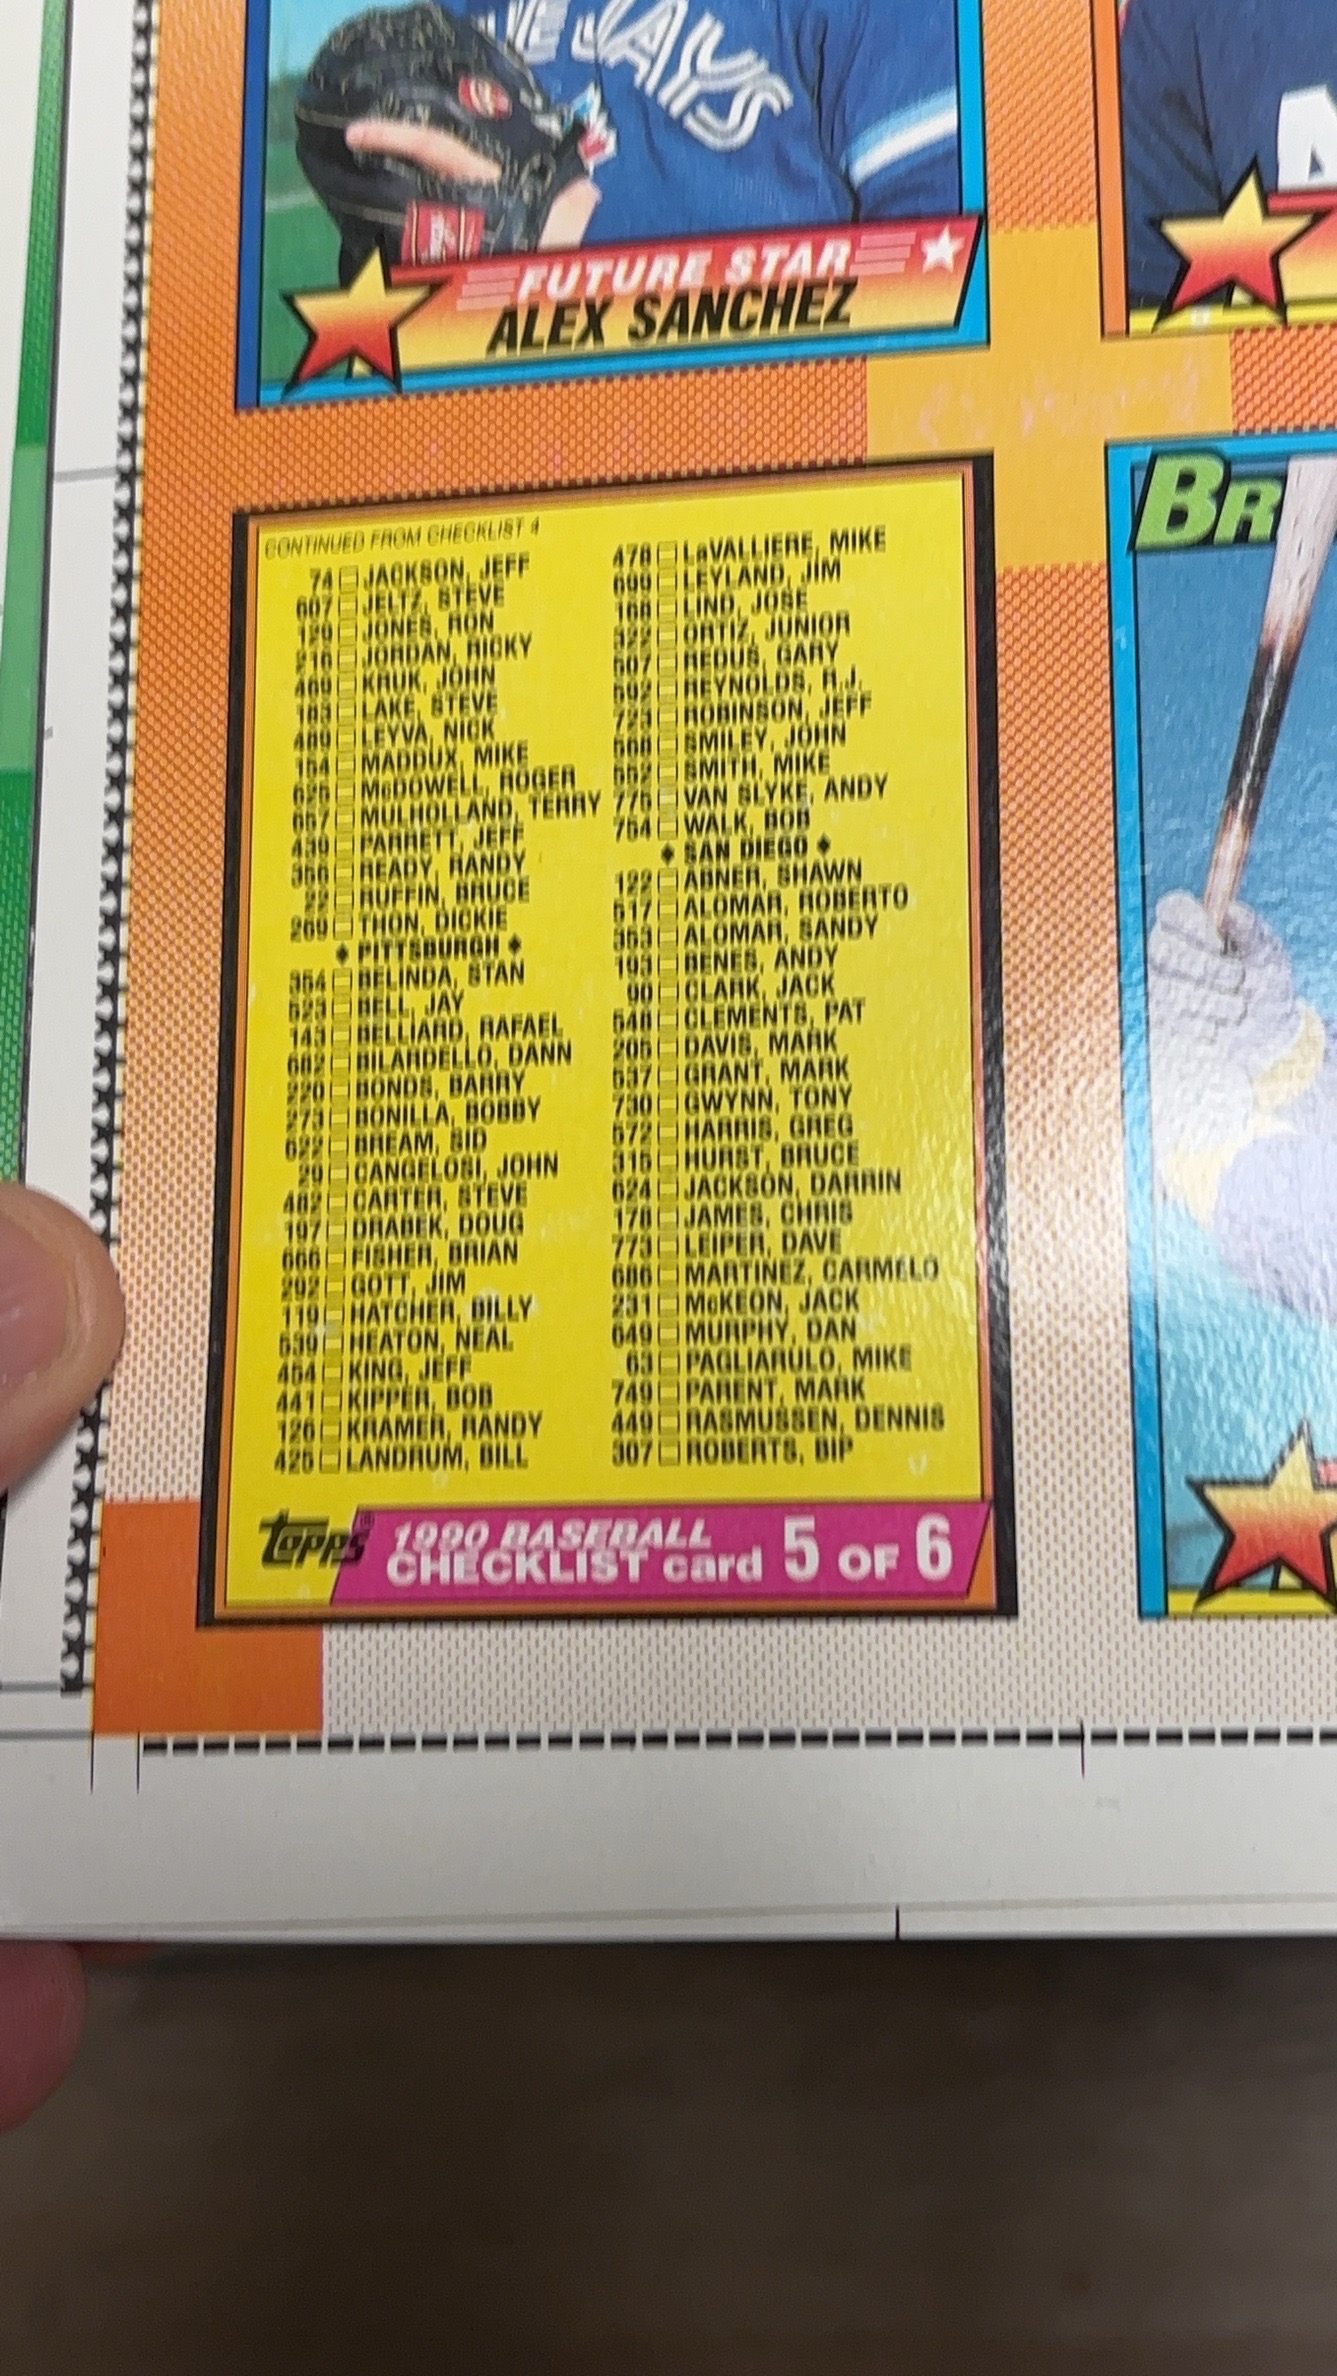 E JAYS
FUTURE STAR
ALEX SANCHEZ
BR
CONTINUED FROM CHECKLIST 4
74 JACKSON, JEFF
607 JELTZ, STEVE
129 JONES, RON
216 JORDAN, RICKY
469 KRUK, JOHN
183 LAKE, STEVE
489 LEYVA, NICK
154 MADDUX, MIKE
625 McDOWELL, ROGER
657 MULHOLLAND, TERRY
439 PARRETT, JEFF
356 READY, RANDY
22 RUFFIN, BRUCE
269 THON, DICKIE
♦ PITTSBURGH ♦
354 BELINDA, STAN
523 BELL, JAY
143 BELLIARD, RAFAEL
682 BILARDELLO, DANN
220 BONDS, BARRY
273 BONILLA, BOBBY
622 BREAM, SID
29 CANGELOSI, JOHN
482 CARTER, STEVE
197 DRABEK, DOUG
666 FISHER, BRIAN
292 GOTT, JIM
119 HATCHER, BILLY
539 HEATON, NEAL
454 KING, JEFF
441 KIPPER, BOB
126 KRAMER, RANDY
425 LANDRUM, BILL
478 LaVALLIERE, MIKE
699 LEYLAND, JIM
168 LIND, JOSE
322 ORTIZ, JUNIOR
507 REDUS, GARY
592 REYNOLDS, R.J.
723 ROBINSON, JEFF
568 SMILEY, JOHN
552 SMITH, MIKE
775 VAN SLYKE, ANDY
754 WALK, BOB
♦ SAN DIEGO ♦
122 ABNER, SHAWN
517 ALOMAR, ROBERTO
353 ALOMAR, SANDY
193 BENES, ANDY
90 CLARK, JACK
548 CLEMENTS, PAT
205 DAVIS, MARK
537 GRANT, MARK
730 GWYNN, TONY
572 HARRIS, GREG
315 HURST, BRUCE
624 JACKSON, DARRIN
178 JAMES, CHRIS
773 LEIPER, DAVE
686 MARTINEZ, CARMELO
231 McKEON, JACK
649 MURPHY, DAN
63 PAGLIARULO, MIKE
749 PARENT, MARK
449 RASMUSSEN, DENNIS
307 ROBERTS, BIP
topps® 1990 BASEBALL
CHECKLIST card 5 OF 6